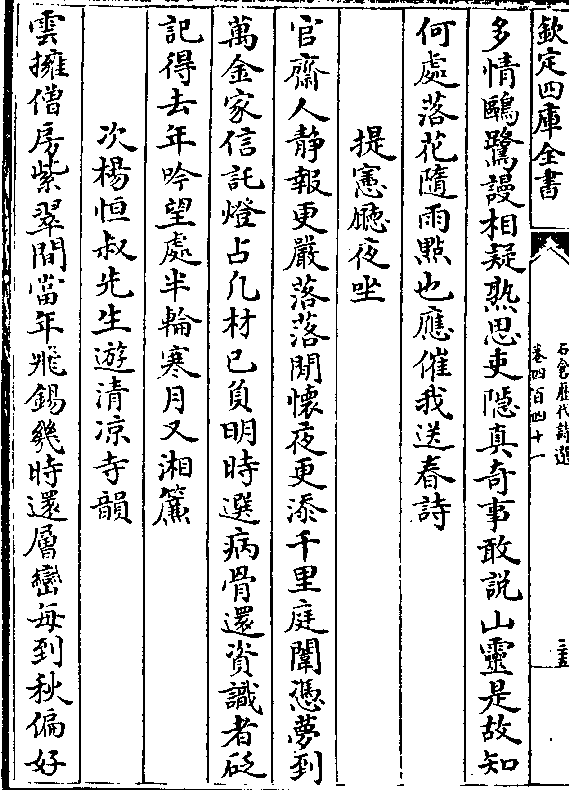 欽定四庫全書
石倉歷代詩選
卷四百四十一
三五
多情鷗鷺謾相疑熟思吏隠真奇事敢説山靈是故知
何處落花隨雨點也應催我送春詩
提憲廳夜坐
官齋人静報更嚴落落閒懐夜更添千里庭闈憑夢到
萬金家信託燈占凡材已負明時選病骨還資識者砭
記得去年吟望處半輪寒月又湘簾
次楊恒叔先生遊清凉寺韻
雲擁僧房紫翠間當年飛錫幾時還層巒每到秋偏好